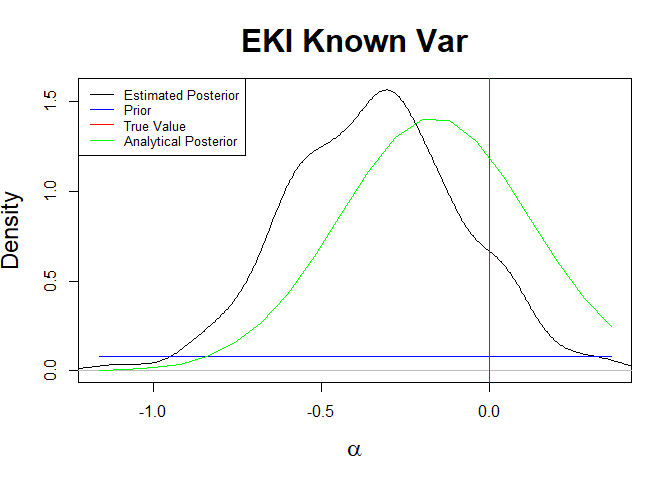 EKI Known Var
Estimated Posterior
Prior
True Value
Analytical Posterior
Density
0.0
0.5
1.0
1.5
-1.0
-0.5
0.0
α